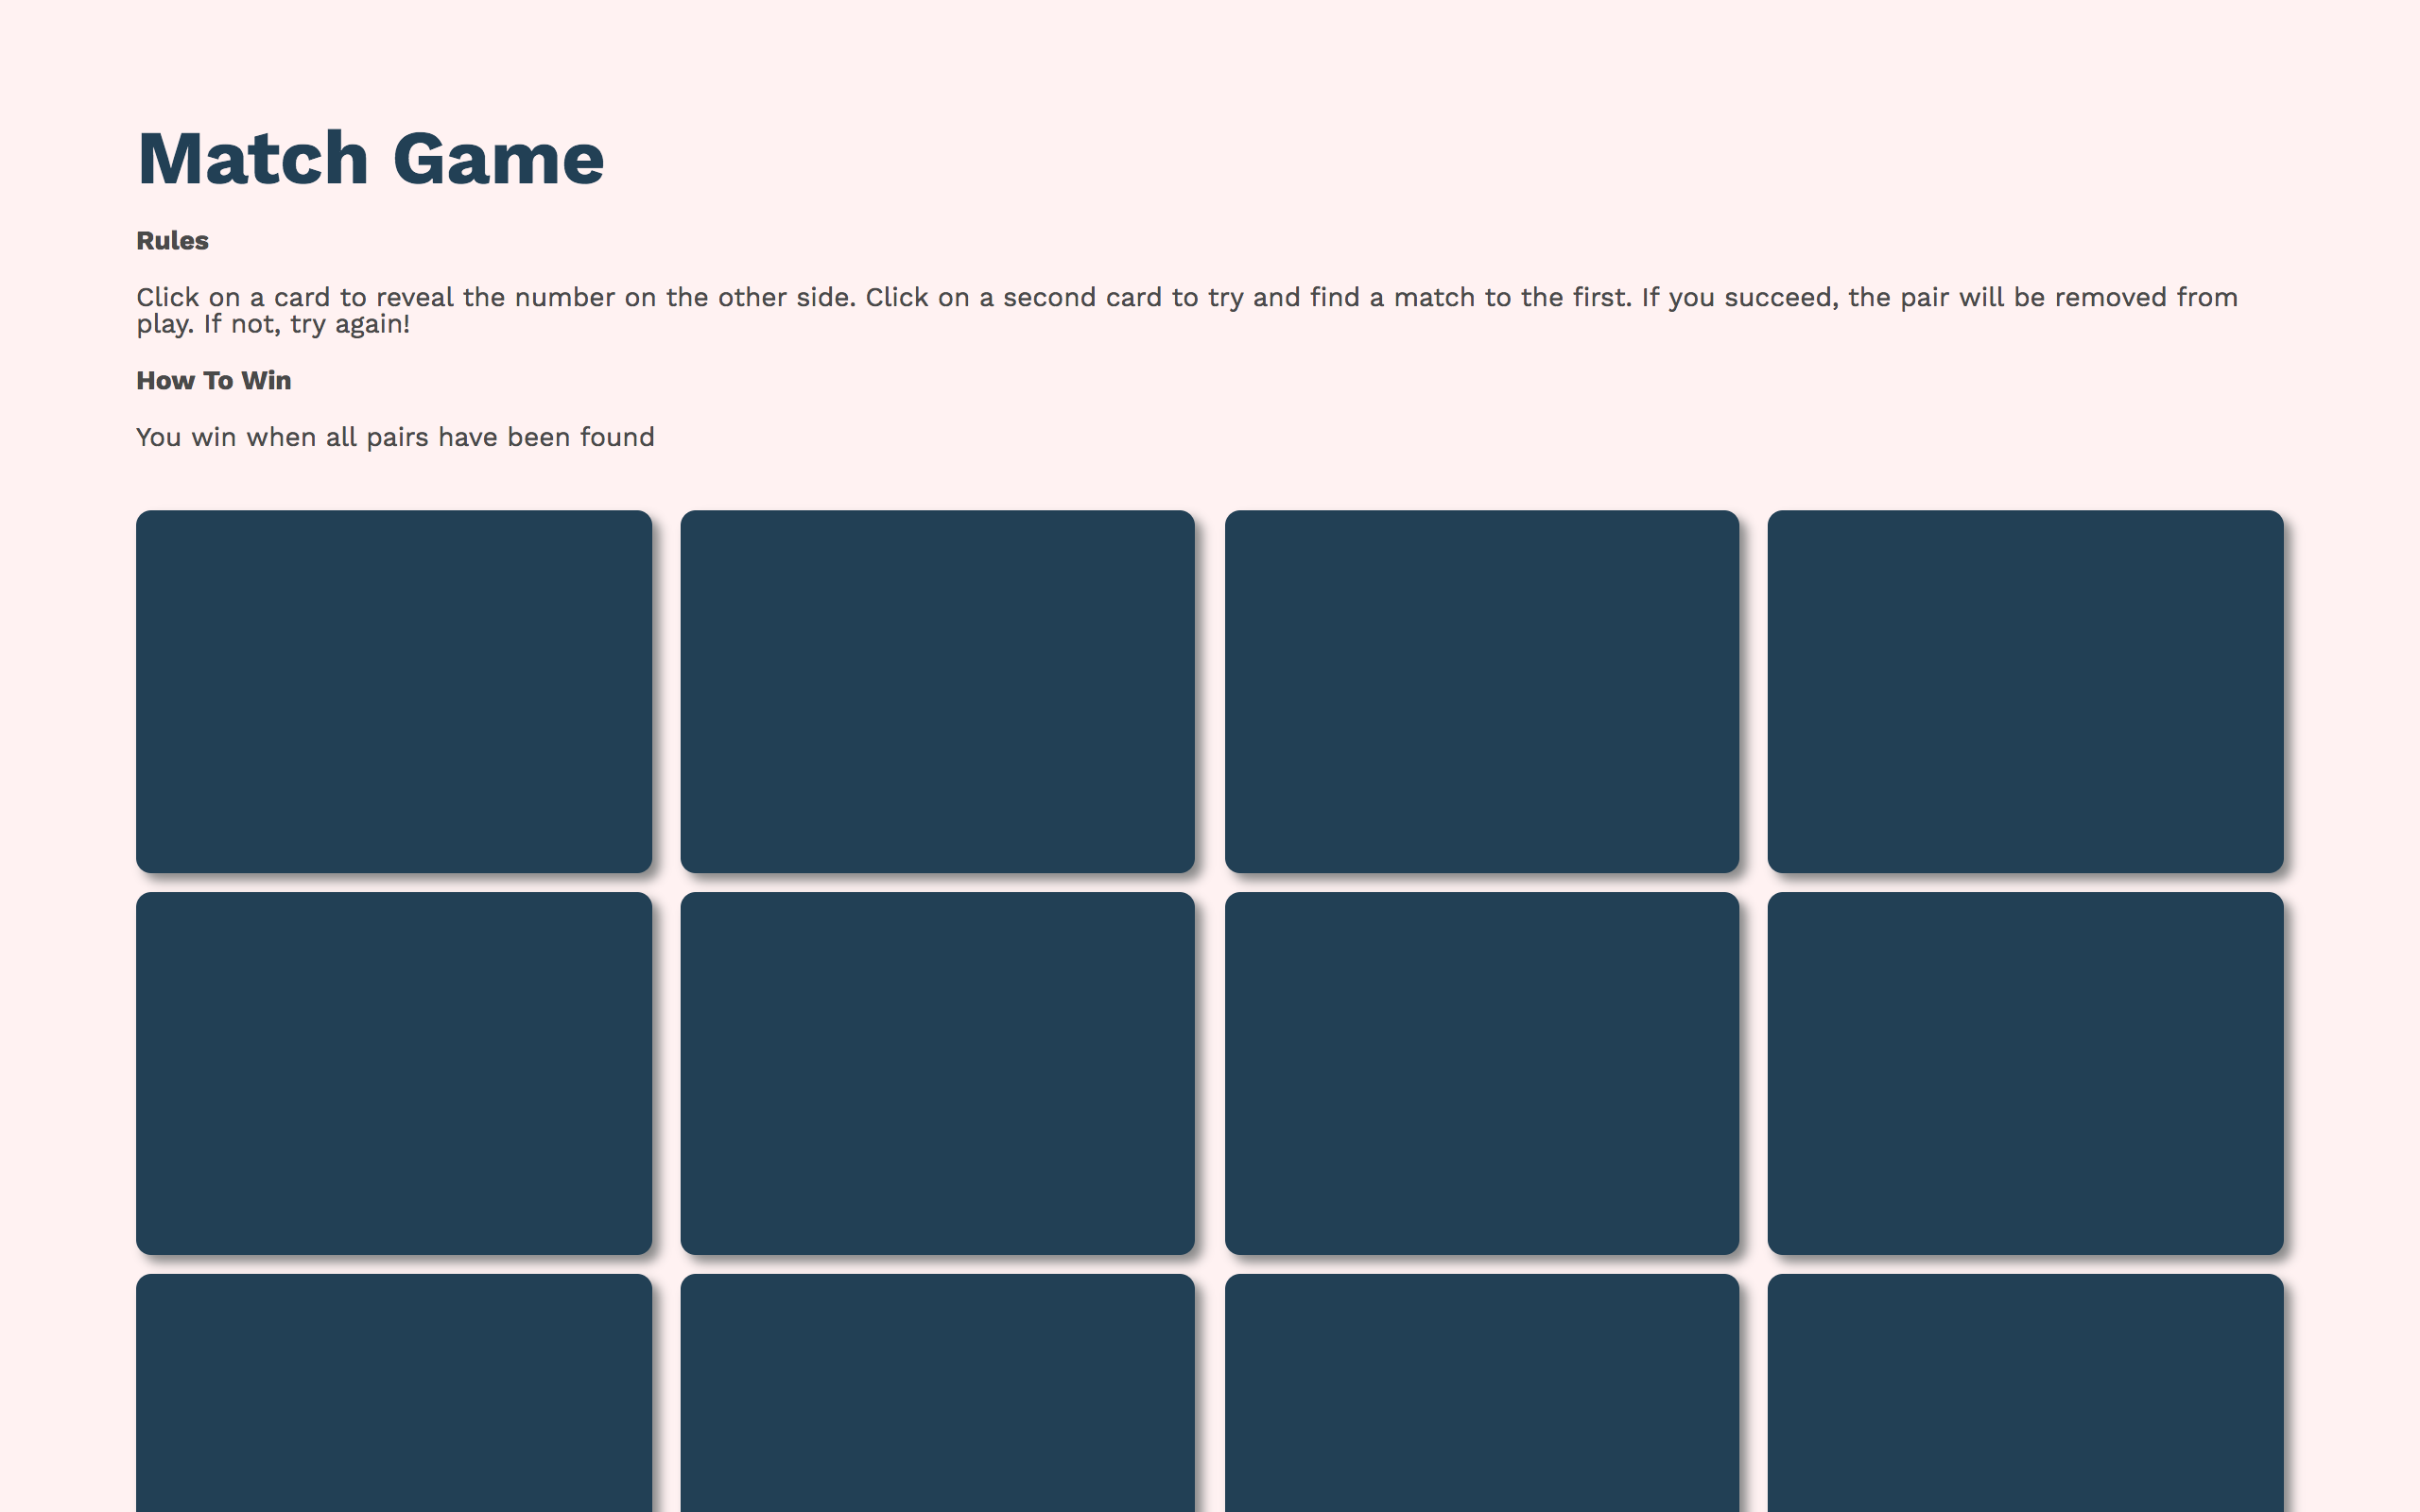 Match Game
Rules
Click on a card to reveal the number on the other side. Click on a second card to try and find a match to the first. If you succeed, the pair will be removed from
play. If not, try again!
How To Win
You win when all pairs have been found